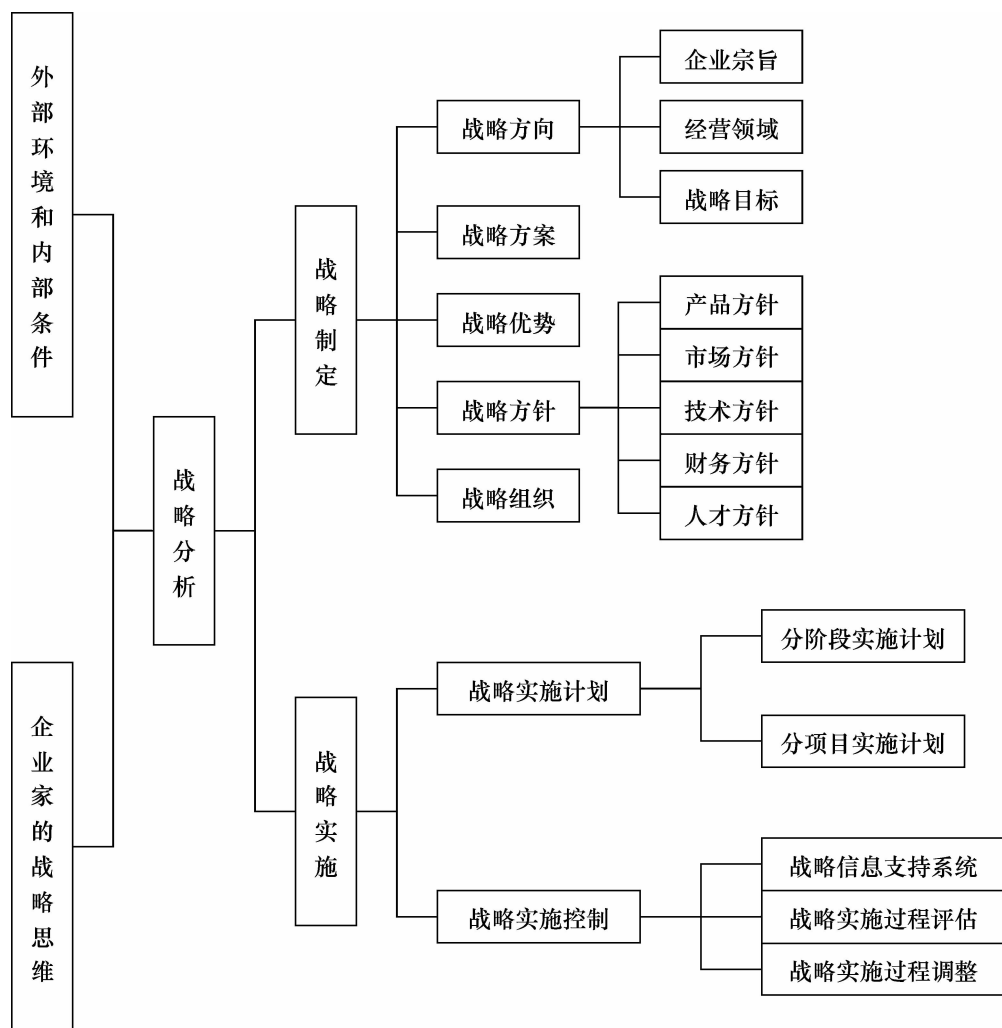 外部环境和内部条件
企业家的战略思维
战略分析
战略制定
战略方向
企业宗旨
经营领域
战略目标
战略方案
战略优势
战略方针
产品方针
市场方针
技术方针
财务方针
人才方针
战略组织
战略实施
战略实施计划
分阶段实施计划
分项目实施计划
战略实施控制
战略信息支持系统
战略实施过程评估
战略实施过程调整